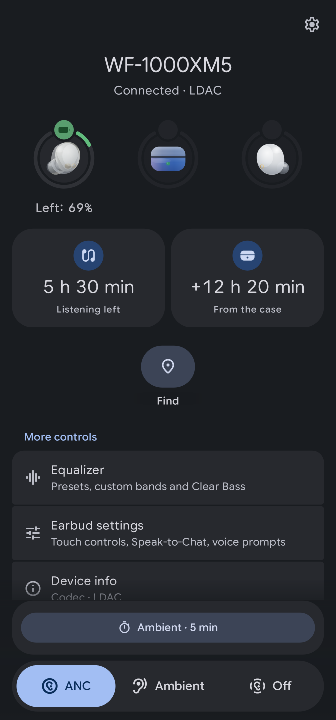 WF-1000XM5
Connected · LDAC
Left: 69%
5 h 30 min
Listening left
+12 h 20 min
From the case
Find
More controls
Equalizer
Presets, custom bands and Clear Bass
Earbud settings
Touch controls, Speak-to-Chat, voice prompts
Device info
Codec · LDAC
Ambient · 5 min
ANC
Ambient
Off